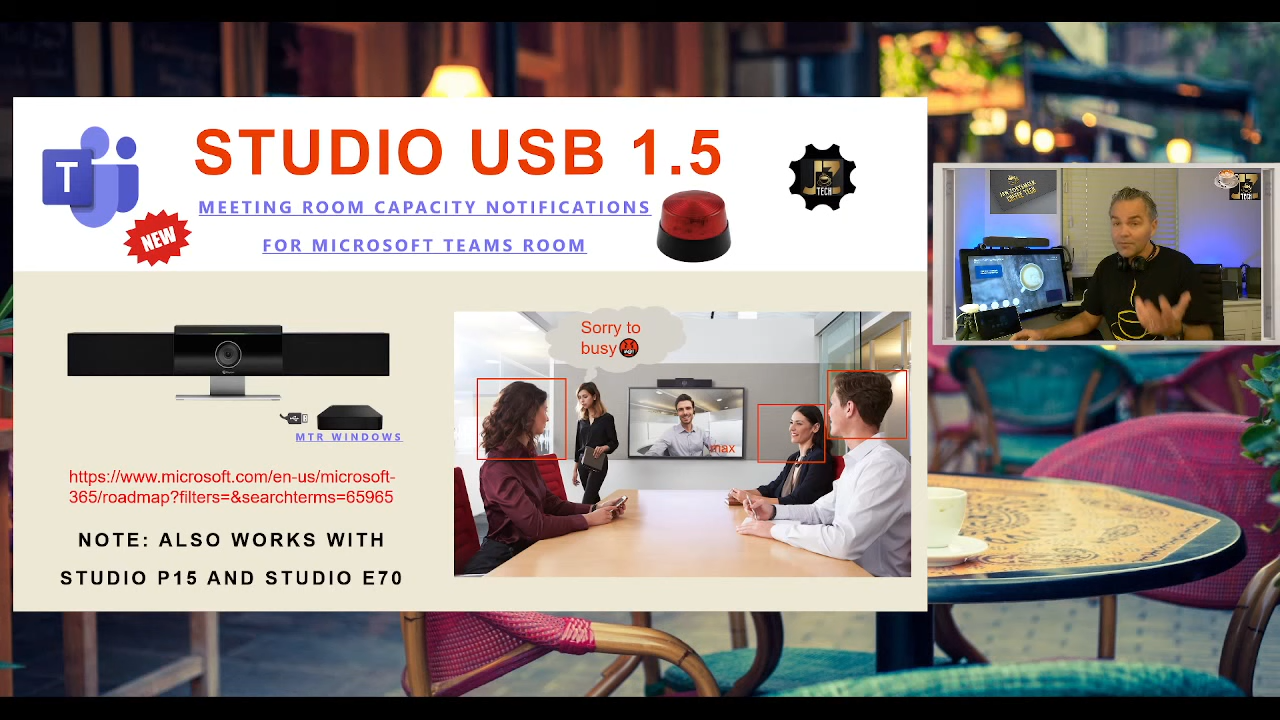 STUDIO USB 1.5
T
NEW
MEETING ROOM CAPACITY NOTIFICATIONS
FOR MICROSOFT TEAMS ROOM
TECH
Sorry to
busy
max
MTR WINDOWS
https://www.microsoft.com/en-us/microsoft-
365/roadmap?filters=&searchterms=65965
NOTE: ALSO WORKS WITH
STUDIO P15 AND STUDIO E70
TECH